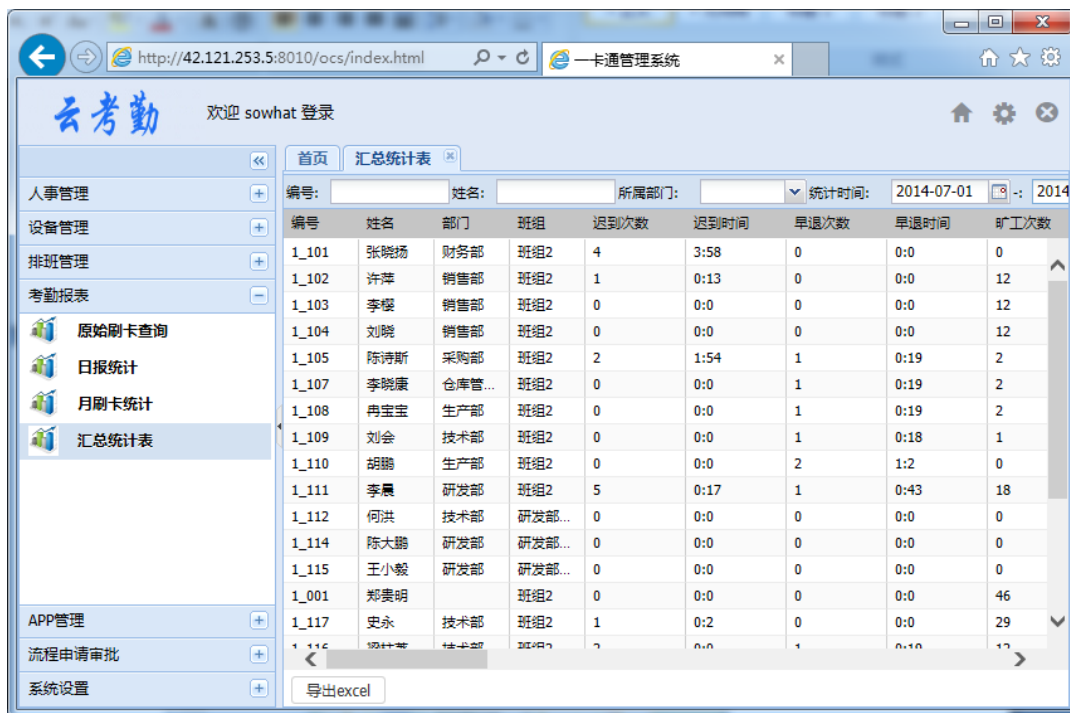 http://42.121.253.5:8010/ocs/index.html
一卡通管理系统
云考勤
欢迎 sowhat 登录
首页 汇总统计表
人事管理
设备管理
排班管理
考勤报表
原始刷卡查询
日报统计
月刷卡统计
汇总统计表
APP管理
流程申请审批
系统设置
编号: 姓名: 所属部门: 统计时间: 2014-07-01 -: 2014
编号 姓名 部门 班组 迟到次数 迟到时间 早退次数 早退时间 旷工次数
1_101 张晓扬 财务部 班组2 4 3:58 0 0:0 0
1_102 许萍 销售部 班组2 1 0:13 0 0:0 12
1_103 李樱 销售部 班组2 0 0:0 0 0:0 12
1_104 刘晓 销售部 班组2 0 0:0 0 0:0 12
1_105 陈诗斯 采购部 班组2 2 1:54 1 0:19 2
1_107 李晓康 仓库管... 班组2 0 0:0 1 0:19 2
1_108 冉宝宝 生产部 班组2 0 0:0 1 0:19 2
1_109 刘会 技术部 班组2 0 0:0 1 0:18 1
1_110 胡鹏 生产部 班组2 0 0:0 2 1:2 0
1_111 李晨 研发部 班组2 5 0:17 1 0:43 18
1_112 何洪 技术部 研发部... 0 0:0 0 0:0 0
1_114 陈大鹏 研发部 研发部... 0 0:0 0 0:0 0
1_115 王小毅 研发部 研发部... 0 0:0 0 0:0 0
1_001 郑贵明 班组2 0 0:0 0 0:0 46
1_117 史永 技术部 班组2 1 0:2 0 0:0 29
导出excel